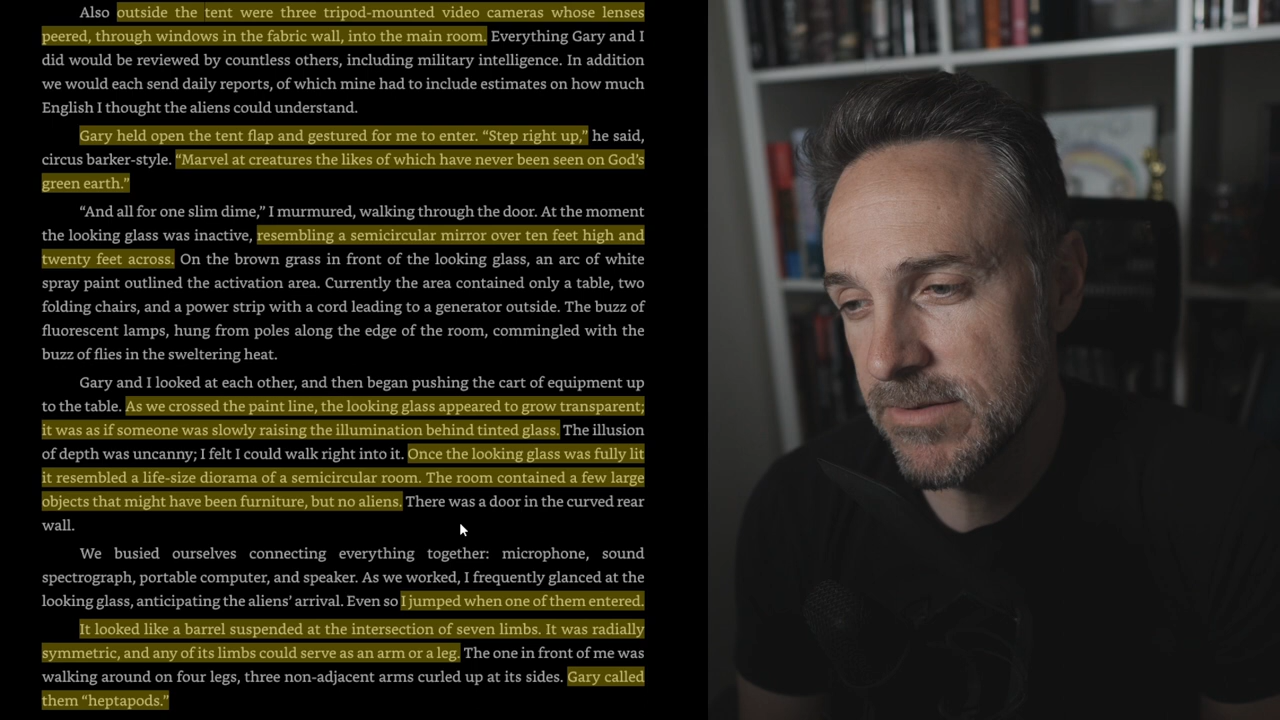 Also outside the tent were three tripod-mounted video cameras whose lenses
peered, through windows in the fabric wall, into the main room. Everything Gary and I
did would be reviewed by countless others, including military intelligence. In addition
we would each send daily reports, of which mine had to include estimates on how much
English I thought the aliens could understand.
Gary held open the tent flap and gestured for me to enter. “Step right up,” he said,
circus barker-style. “Marvel at creatures the likes of which have never been seen on God’s
green earth.”
“And all for one slim dime,” I murmured, walking through the door. At the moment
the looking glass was inactive, resembling a semicircular mirror over ten feet high and
twenty feet across. On the brown grass in front of the looking glass, an arc of white
spray paint outlined the activation area. Currently the area contained only a table, two
folding chairs, and a power strip with a cord leading to a generator outside. The buzz of
fluorescent lamps, hung from poles along the edge of the room, commingled with the
buzz of flies in the sweltering heat.
Gary and I looked at each other, and then began pushing the cart of equipment up
to the table. As we crossed the paint line, the looking glass appeared to grow transparent;
it was as if someone was slowly raising the illumination behind tinted glass. The illusion
of depth was uncanny; I felt I could walk right into it. Once the looking glass was fully lit
it resembled a life-size diorama of a semicircular room. The room contained a few large
objects that might have been furniture, but no aliens. There was a door in the curved rear
wall.
We busied ourselves connecting everything together: microphone, sound
spectrograph, portable computer, and speaker. As we worked, I frequently glanced at the
looking glass, anticipating the aliens’ arrival. Even so I jumped when one of them entered.
It looked like a barrel suspended at the intersection of seven limbs. It was radially
symmetric, and any of its limbs could serve as an arm or a leg. The one in front of me was
walking around on four legs, three non-adjacent arms curled up at its sides. Gary called
them “heptapods.”